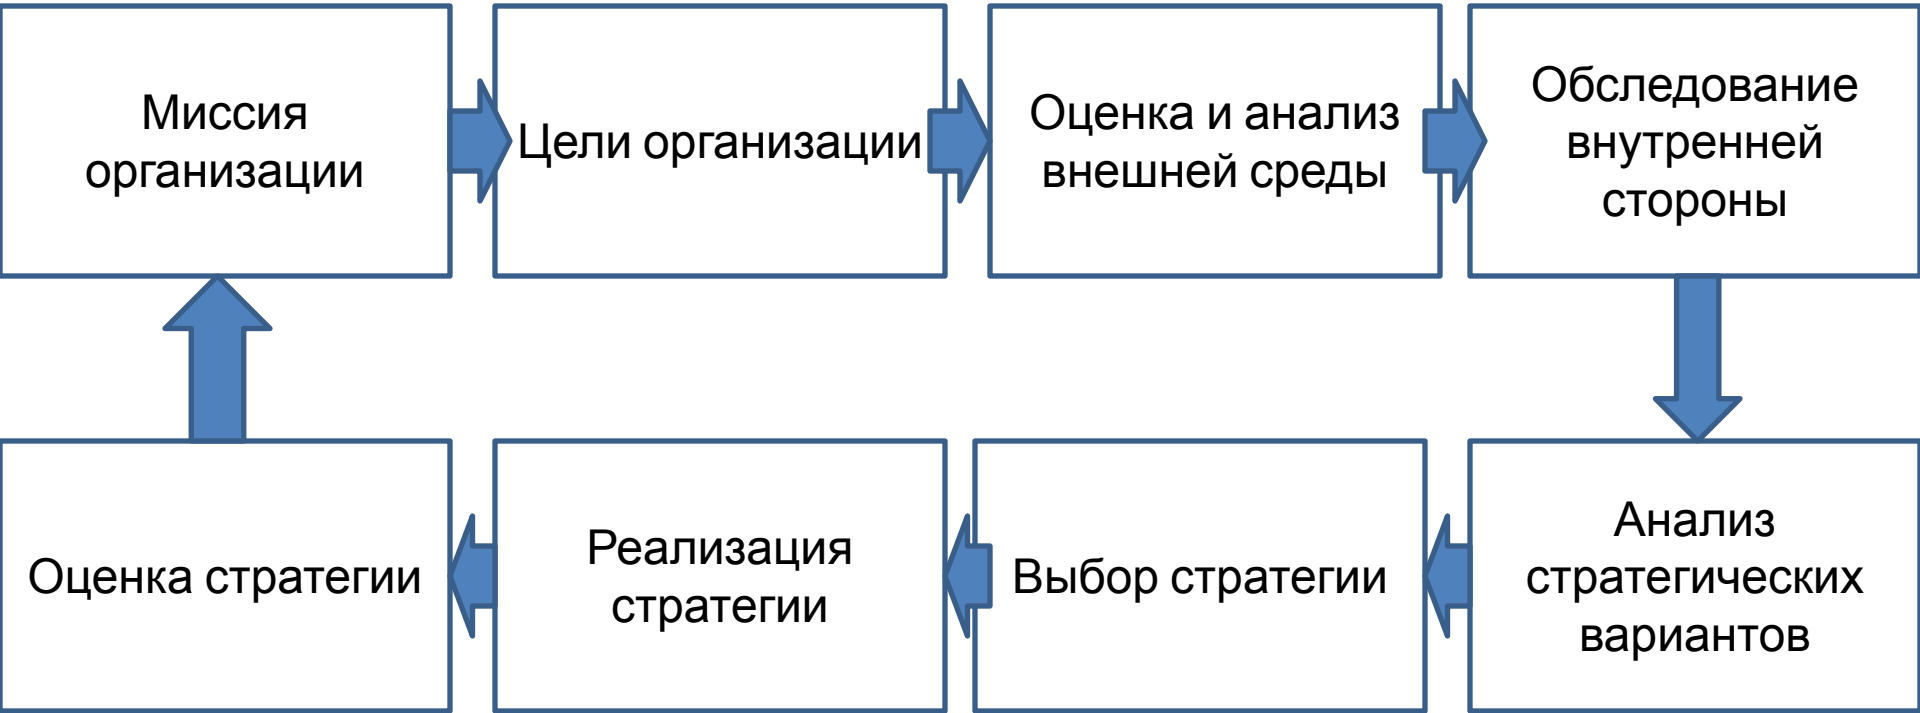 Миссия
организации
Цели организации
Оценка и анализ
внешней среды
Обследование
внутренней
стороны
Оценка стратегии
Реализация
стратегии
Выбор стратегии
Анализ
стратегических
вариантов